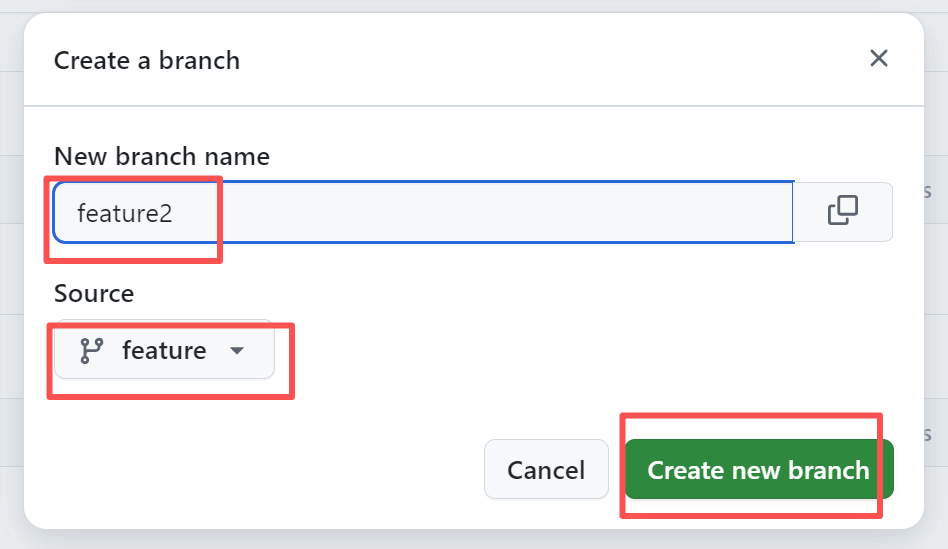 Create a branch
New branch name
feature2
Source
feature
Cancel
Create new branch
s
s